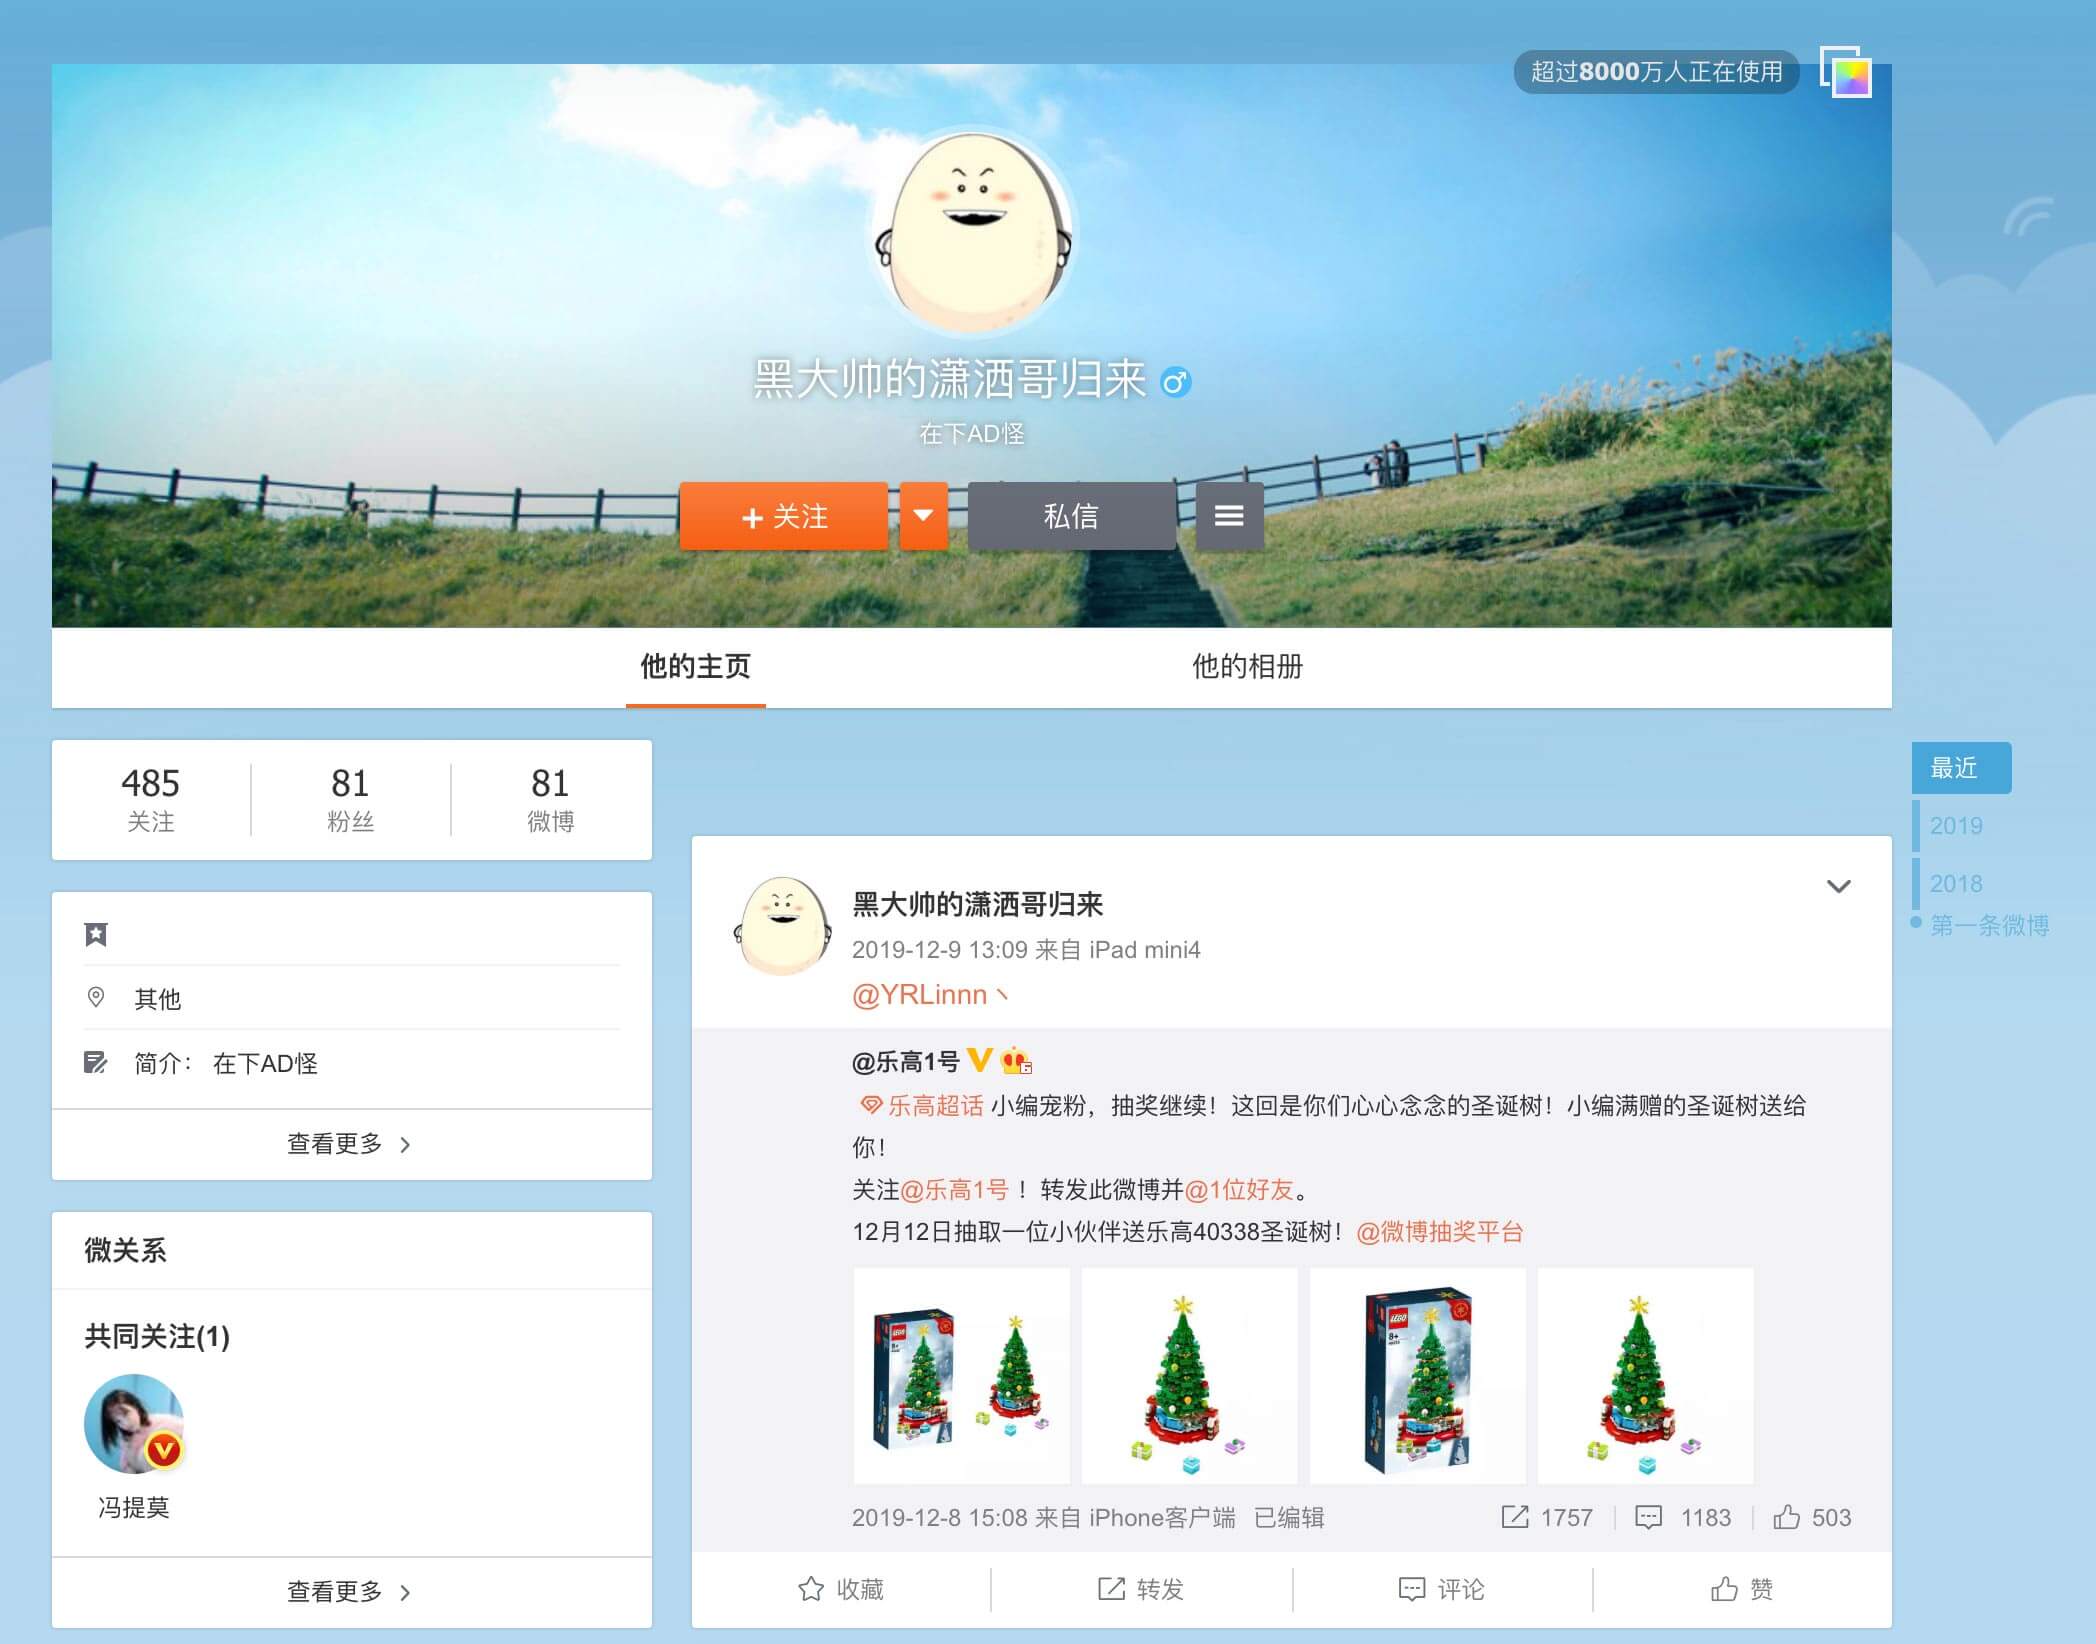 超过8000万人正在使用
黑大帅的潇洒哥归来
在下AD怪
+ 关注
私信
他的主页
他的相册
485
关注
81
粉丝
81
微博
其他
简介： 在下AD怪
查看更多 >
微关系
共同关注(1)
冯提莫
查看更多 >
黑大帅的潇洒哥归来
2019-12-9 13:09 来自 iPad mini4
@YRLinnn丶
@乐高1号
乐高超话 小编宠粉，抽奖继续！这回是你们心心念念的圣诞树！小编满赠的圣诞树送给
你！
关注@乐高1号 ！转发此微博并@1位好友。
12月12日抽取一位小伙伴送乐高40338圣诞树！@微博抽奖平台
LEGO
8+
LEGO
8+
2019-12-8 15:08 来自 iPhone客户端 已编辑
1757
1183
503
收藏
转发
评论
赞
最近
2019
2018
第一条微博